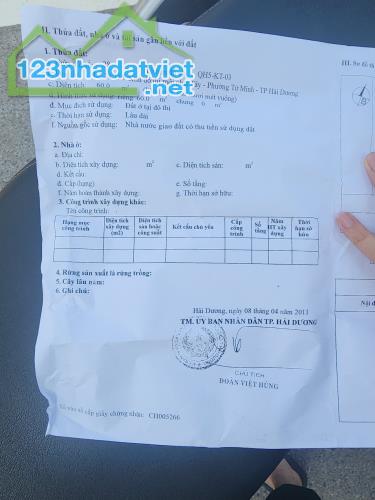 II. Thửa đất, nhà ở và tài sản gắn liền với đất
III. Sơ đồ th
1. Thửa đất:
QH5-KT-03
Phường Tứ Minh - TP Hải Dương
123nhadatviet
.net
c. Diện tích: 60.0
chung 0 m²
d. Mục đích sử dụng: Đất ở tại đô thị
e. Thời hạn sử dụng: Lâu dài
f. Nguồn gốc sử dụng: Nhà nước giao đất có thu tiền sử dụng đất
2. Nhà ở:
a. Địa chỉ:
b. Diện tích xây dựng: m² c. Diện tích sàn: m²
d. Kết cấu:
đ. Cấp (hạng) e. Số tầng:
f. Năm hoàn thành xây dựng: g. Thời hạn sở hữu:
3. Công trình xây dựng khác:
Tên công trình:
Hạng mục công trình
Diện tích xây dựng (m2)
Diện tích sàn hoặc công suất
Kết cấu chủ yếu
Cấp công trình
Số tầng
Năm HT xây dựng
Thời hạn sở hữu
4. Rừng sản xuất là rừng trồng:
5. Cây lâu năm:
6. Ghi chú:
Nội d
Hải Dương, ngày 08 tháng 04 năm 2011
TM. ỦY BAN NHÂN DÂN TP. HẢI DƯƠNG
CHỦ TỊCH
ĐOÀN VIỆT HÙNG
Số vào sổ cấp giấy chứng nhận: CH005266